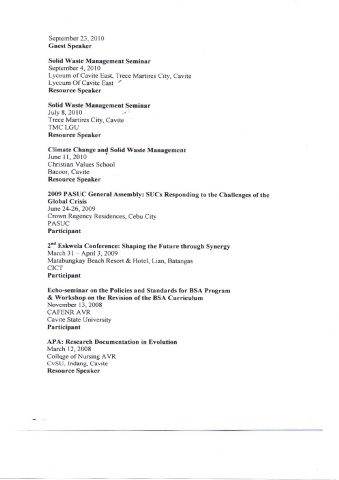 September 23, 2010
Guest Speaker
Solid Waste Management Seminar
September 4, 2010
Lyceum of Cavite East, Trece Martires City, Cavite
Lyceum Of Cavite East
Resource Speaker
Solid Waste Management Seminar
July 8, 2010
Trece Martires City, Cavite
TMC LGU
Resource Speaker
Climate Change and Solid Waste Management
June 11, 2010
Christian Values School
Bacoor, Cavite
Resource Speaker
2009 PASUC General Assembly: SUCs Responding to the Challenges of the
Global Crisis
June 24-26, 2009
Crown Regency Residences, Cebu City
PASUC
Participant
2nd Eskwela Conference: Shaping the Future through Synergy
March 31 – April 3, 2009
Matabungkay Beach Resort & Hotel, Lian, Batangas
CICT
Participant
Echo-seminar on the Policies and Standards for BSA Program
& Workshop on the Revision of the BSA Curriculum
November 13, 2008
CAFENR AVR
Cavite State University
Participant
APA: Research Documentation in Evolution
March 12, 2008
College of Nursing AVR
CvSU, Indang, Cavite
Resource Speaker